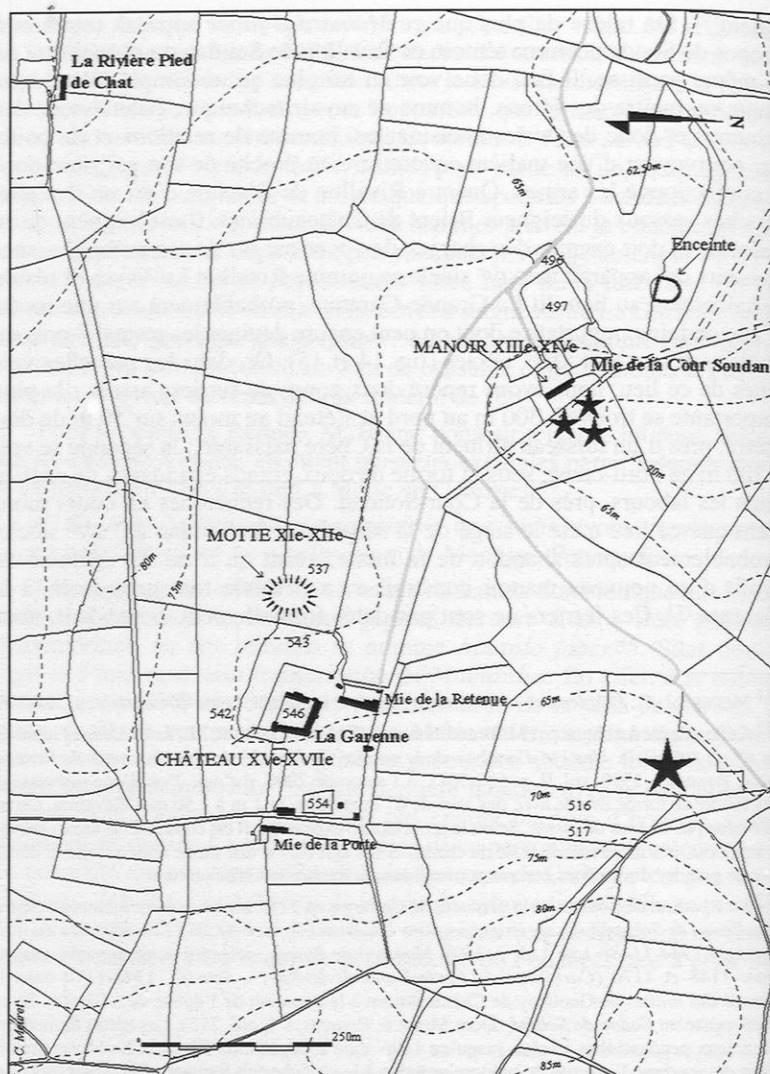 La Rivière Pied
de Chat
N
65m
62.50m
496
Enceinte
497
MANOIR XIIIe-XIVe
Mie de la Cour Soudan
70m
65m
MOTTE XIe-XIIe
537
80m
75m
543
Mie de la Retenue
65m
542
546
La Garenne
CHÂTEAU XVe-XVIIe
70m
516
554
517
Mie de la Porte
75m
80m
J-C. Meuret
250m
85m